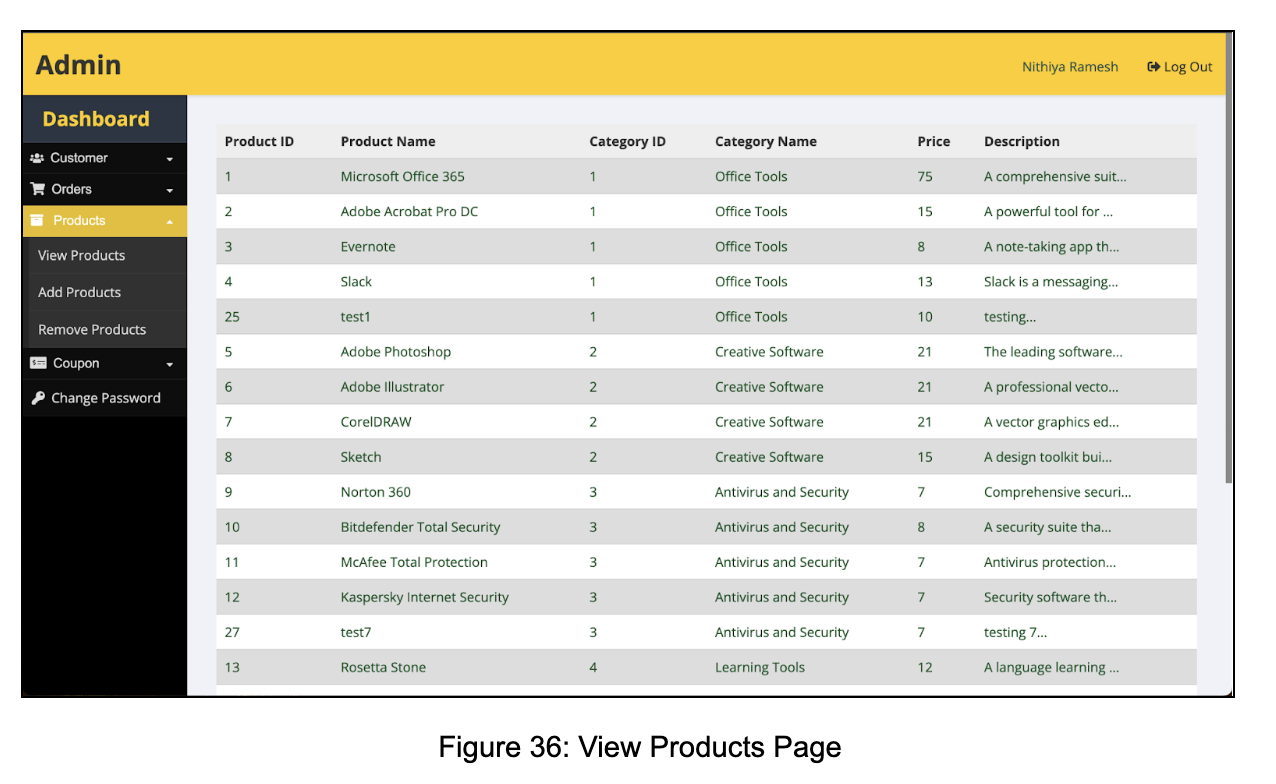 Admin
Nithiya Ramesh Log Out
Dashboard
Customer
Orders
Products
View Products
Add Products
Remove Products
Coupon
Change Password
Product ID Product Name Category ID Category Name Price Description
1 Microsoft Office 365 1 Office Tools 75 A comprehensive suit...
2 Adobe Acrobat Pro DC 1 Office Tools 15 A powerful tool for ...
3 Evernote 1 Office Tools 8 A note-taking app th...
4 Slack 1 Office Tools 13 Slack is a messaging...
25 test1 1 Office Tools 10 testing...
5 Adobe Photoshop 2 Creative Software 21 The leading software...
6 Adobe Illustrator 2 Creative Software 21 A professional vecto...
7 CorelDRAW 2 Creative Software 21 A vector graphics ed...
8 Sketch 2 Creative Software 15 A design toolkit bui...
9 Norton 360 3 Antivirus and Security 7 Comprehensive securi...
10 Bitdefender Total Security 3 Antivirus and Security 8 A security suite tha...
11 McAfee Total Protection 3 Antivirus and Security 7 Antivirus protection...
12 Kaspersky Internet Security 3 Antivirus and Security 7 Security software th...
27 test7 3 Antivirus and Security 7 testing 7...
13 Rosetta Stone 4 Learning Tools 12 A language learning ...
Figure 36: View Products Page